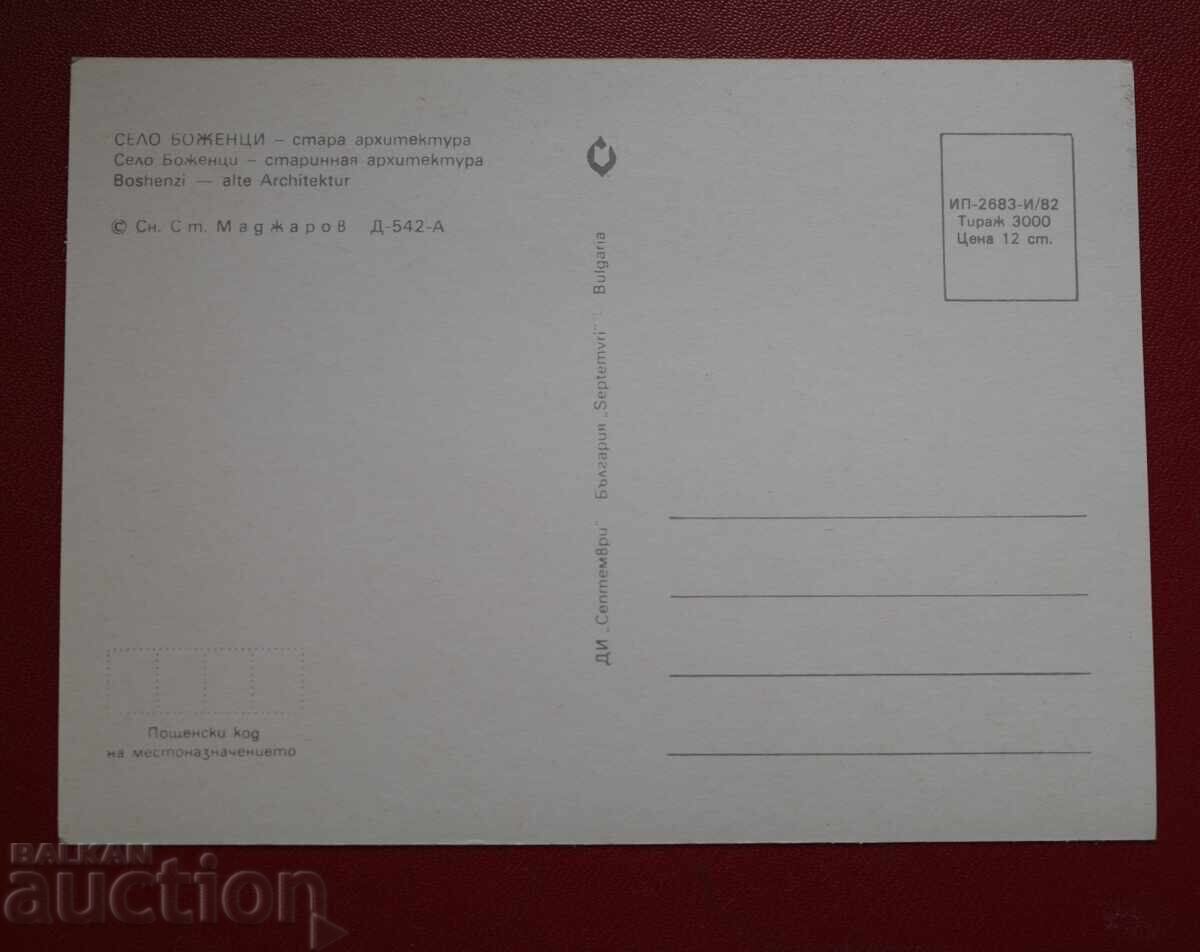 СЕЛО БОЖЕНЦИ – стара архитектура
Село Боженци – старинная архитектура
Boshenzi — alte Architektur
© Сн. Ст. Маджаров Д-542-А
ДИ „Септември“ България „Septemvri“ Bulgaria
ИП-2683-И/82
Тираж 3000
Цена 12 ст.
Пощенски код
на местоназначението
BALKAN
auction